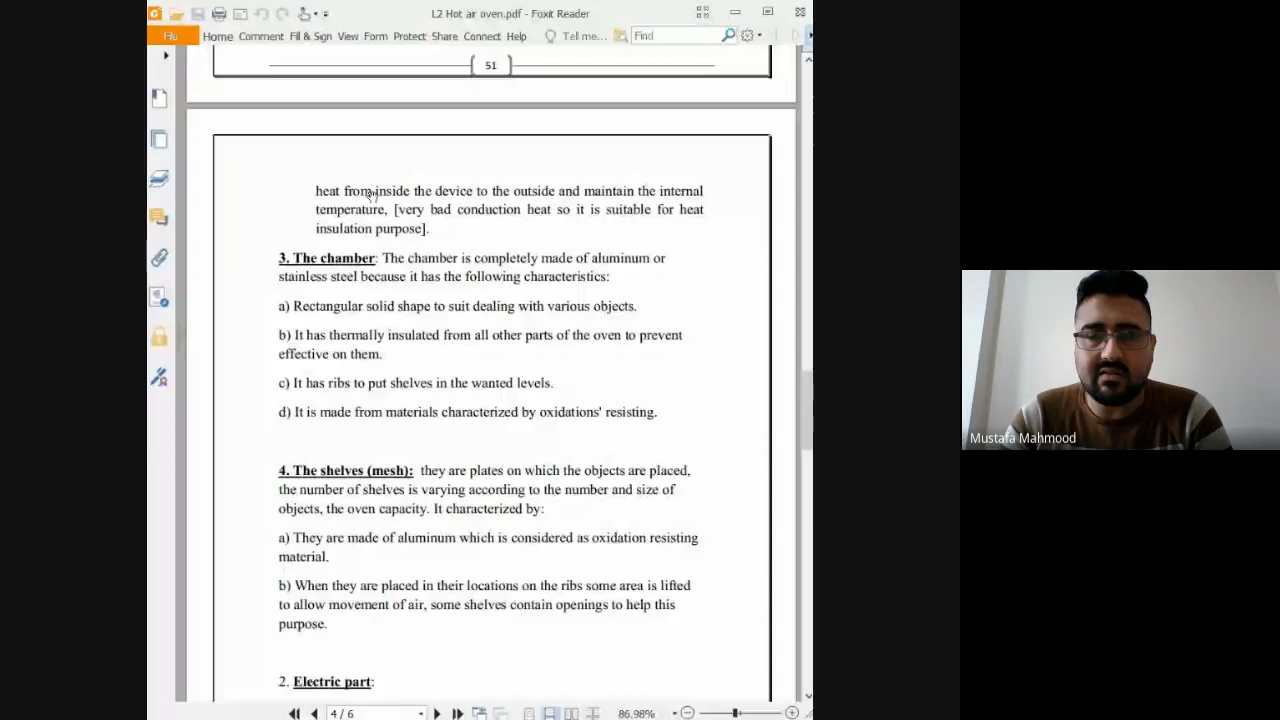 L2 Hot ar oven.pdf - Foxit Reader
File Home Comment Fill & Sign View Form Protect Share Connect Help Tell me... Find
51
heat from inside the device to the outside and maintain the internal
temperature, [very bad conduction heat so it is suitable for heat
insulation purpose].
3. The chamber: The chamber is completely made of aluminum or
stainless steel because it has the following characteristics:
a) Rectangular solid shape to suit dealing with various objects.
b) It has thermally insulated from all other parts of the oven to prevent
effective on them.
c) It has ribs to put shelves in the wanted levels.
d) It is made from materials characterized by oxidations' resisting.
4. The shelves (mesh): they are plates on which the objects are placed,
the number of shelves is varying according to the number and size of
objects, the oven capacity. It characterized by:
a) They are made of aluminum which is considered as oxidation resisting
material.
b) When they are placed in their locations on the ribs some area is lifted
to allow movement of air, some shelves contain openings to help this
purpose.
2. Electric part:
4 / 6
86.98%
Mustafa Mahmood